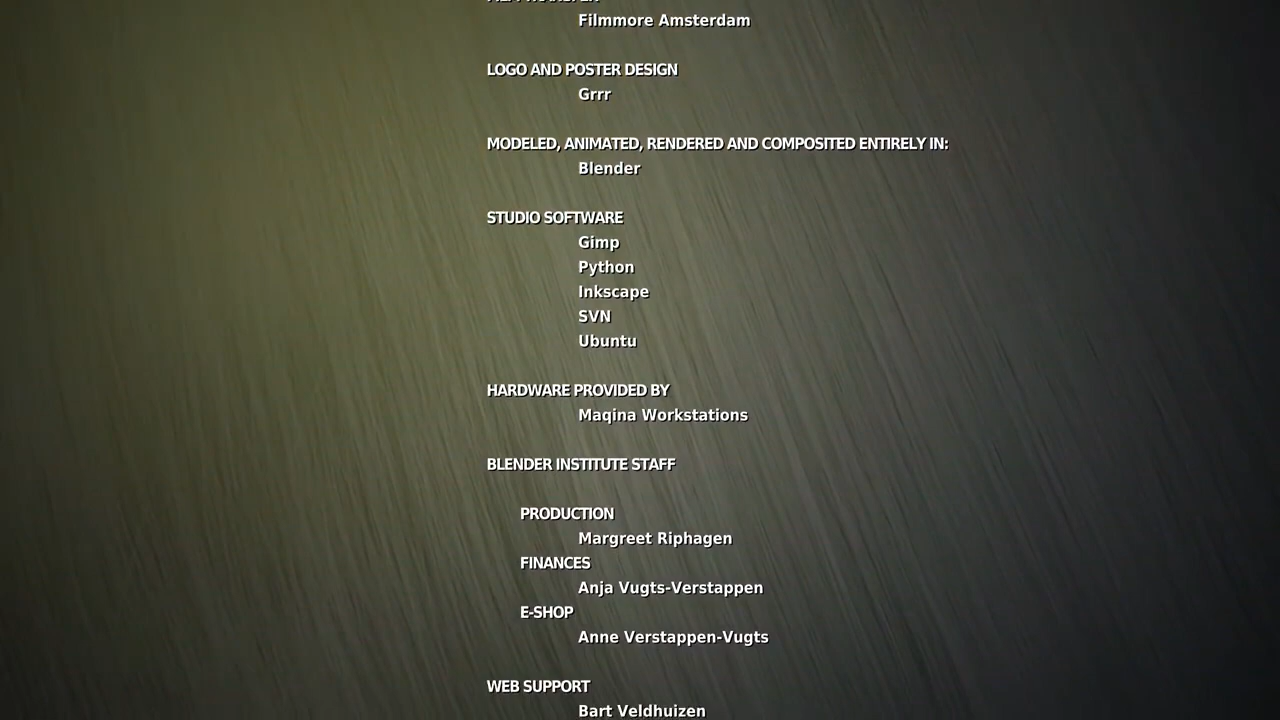 Filmmore Amsterdam
LOGO AND POSTER DESIGN
Grrr
MODELED, ANIMATED, RENDERED AND COMPOSITED ENTIRELY IN:
Blender
STUDIO SOFTWARE
Gimp
Python
Inkscape
SVN
Ubuntu
HARDWARE PROVIDED BY
Maqina Workstations
BLENDER INSTITUTE STAFF
PRODUCTION
Margreet Riphagen
FINANCES
Anja Vugts-Verstappen
E-SHOP
Anne Verstappen-Vugts
WEB SUPPORT
Bart Veldhuizen